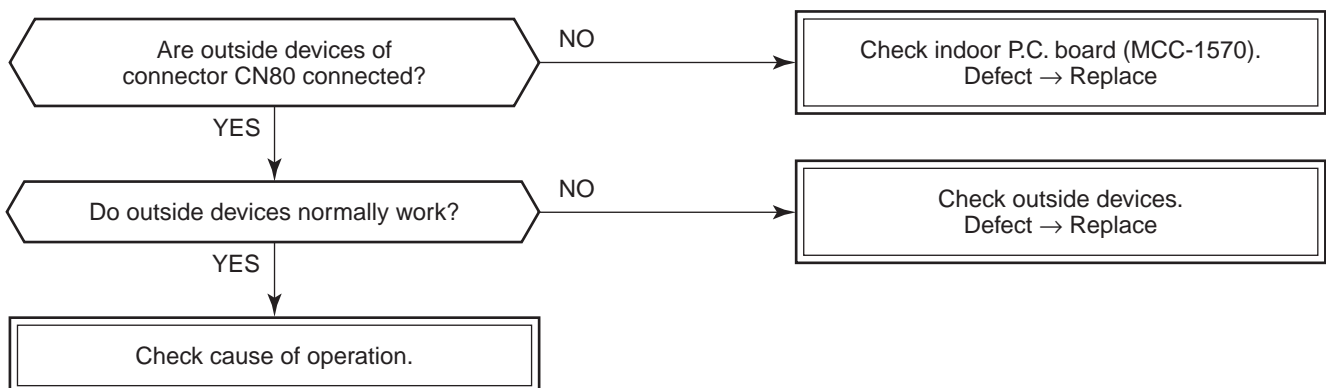 Are outside devices of
connector CN80 connected?
NO
Check indoor P.C. board (MCC-1570).
Defect → Replace
YES
Do outside devices normally work?
NO
Check outside devices.
Defect → Replace
YES
Check cause of operation.